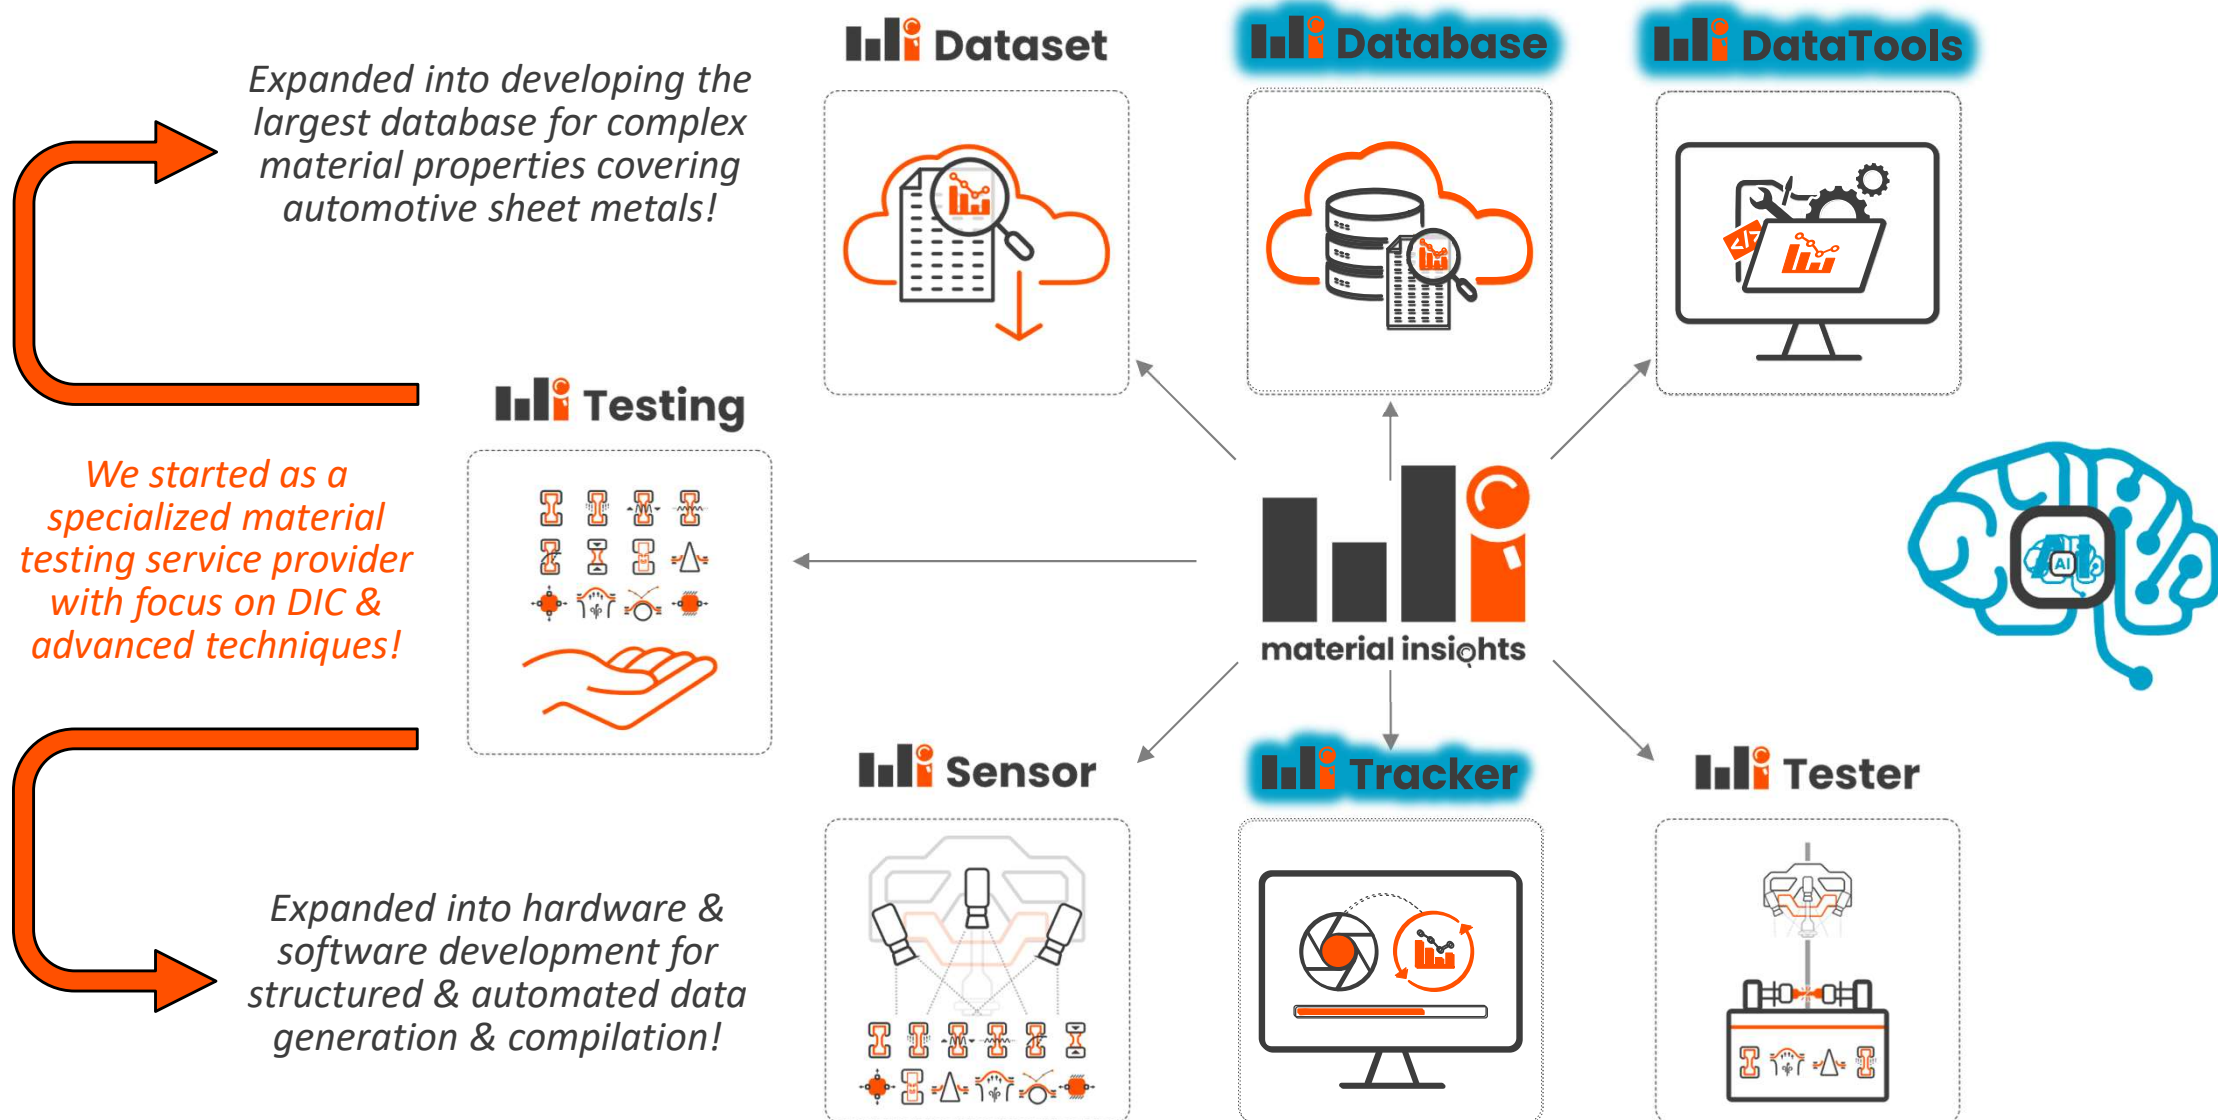 Dataset
Database
DataTools
Expanded into developing the
largest database for complex
material properties covering
automotive sheet metals!
</>
Testing
We started as a
specialized material
testing service provider
with focus on DIC &
advanced techniques!
material insights
AI
AI
Sensor
Tracker
Tester
Expanded into hardware &
software development for
structured & automated data
generation & compilation!